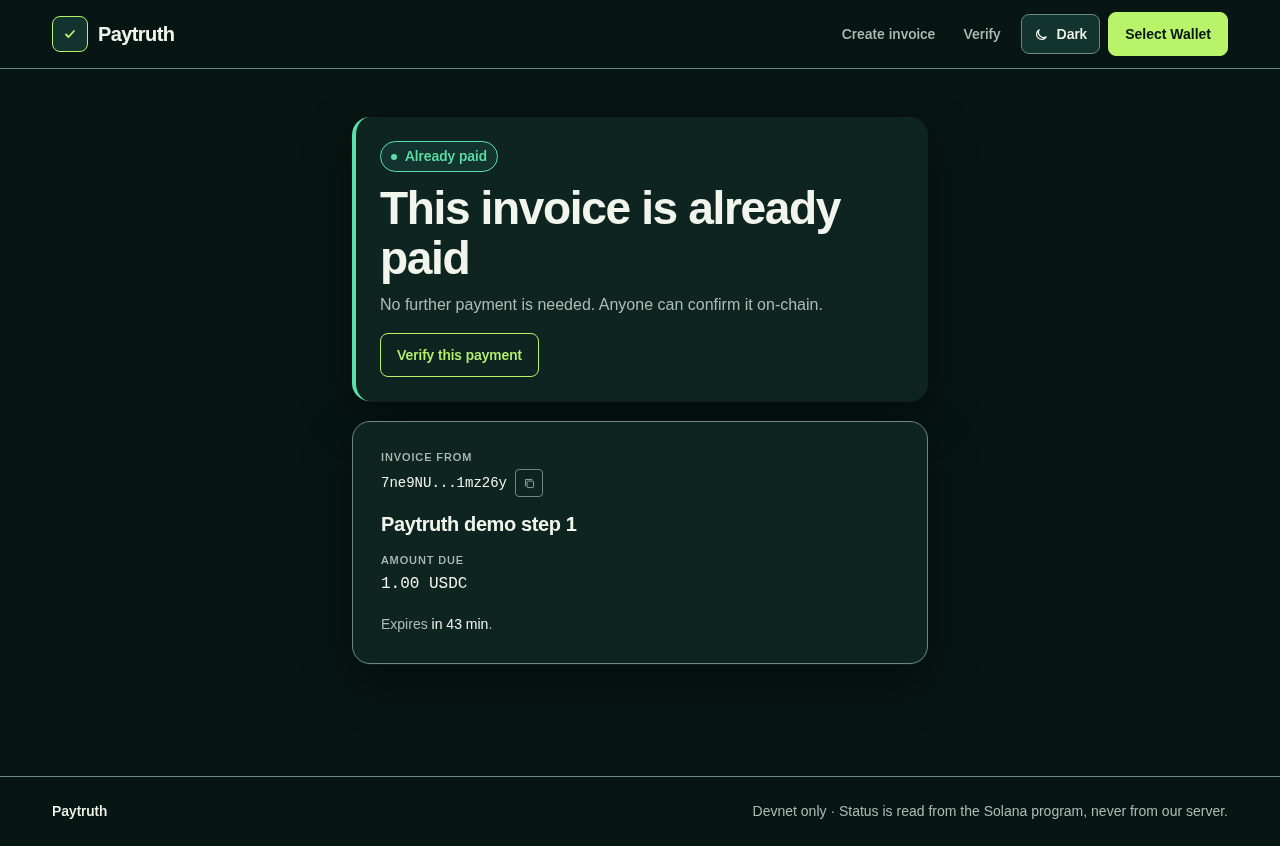 Paytruth
Create invoice
Verify
Dark
Select Wallet
Already paid
This invoice is already
paid
No further payment is needed. Anyone can confirm it on-chain.
Verify this payment
INVOICE FROM
7ne9NU...1mz26y
Paytruth demo step 1
AMOUNT DUE
1.00 USDC
Expires in 43 min.
Paytruth
Devnet only · Status is read from the Solana program, never from our server.